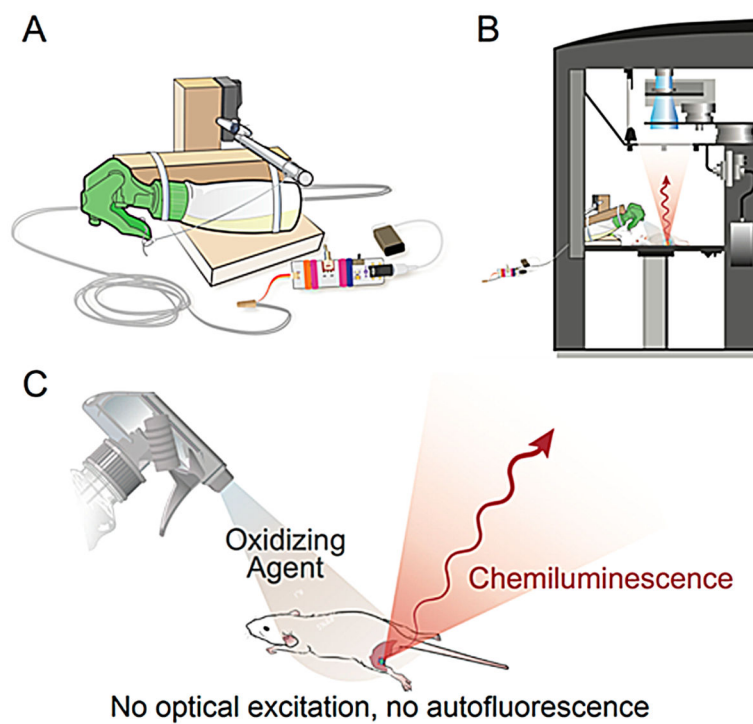 A
B
C
Oxidizing
Agent
Chemiluminescence
No optical excitation, no autofluorescence